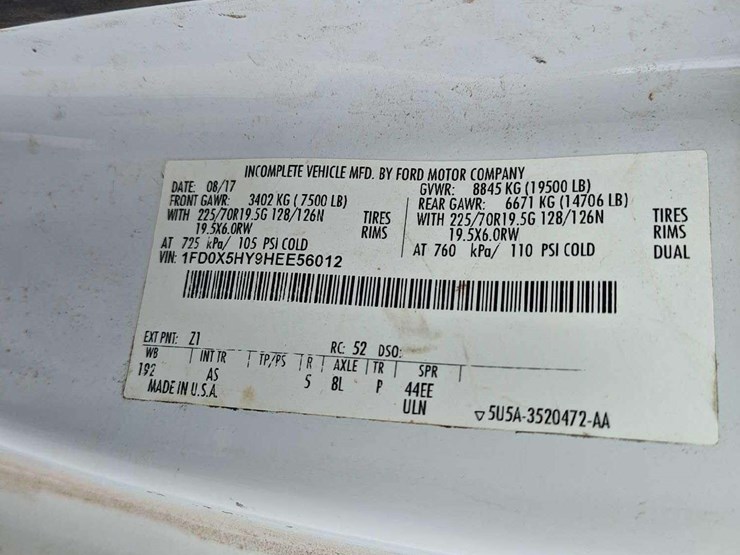 INCOMPLETE VEHICLE MFD. BY FORD MOTOR COMPANY
DATE: 08/17 GVWR: 8845 KG (19500 LB)
FRONT GAWR: 3402 KG ( 7500 LB) REAR GAWR: 6671 KG (14706 LB)
WITH 225/70R19.5G 128/126N TIRES WITH 225/70R19.5G 128/126N TIRES
19.5X6.0RW RIMS 19.5X6.0RW RIMS
AT 725 kPa/ 105 PSI COLD AT 760 kPa/ 110 PSI COLD DUAL
VIN: 1FD0X5HY9HEE56012
EXT PNT: Z1 RC: 52 DSO:
WB INT TR TP/PS R AXLE TR SPR
192 AS 5 8L P 44EE
MADE IN U.S.A. ULN
▽5U5A-3520472-AA